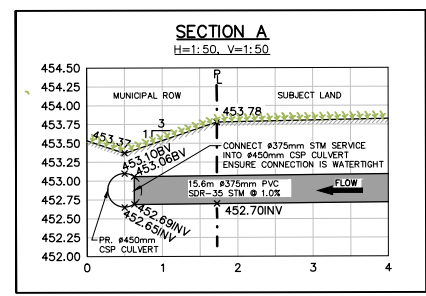 SECTION A
H=1:50, V=1:50
454.50
454.25
454.00
453.75
453.50
453.25
453.00
452.75
452.50
452.25
452.00
PL
MUNICIPAL ROW
SUBJECT LAND
453.78
3
1
453.37
453.10BV
453.06BV
CONNECT ø375mm STM SERVICE
INTO ø450mm CSP CULVERT
ENSURE CONNECTION IS WATERTIGHT
15.6m ø375mm PVC
SDR-35 STM @ 1.0%
FLOW
452.70INV
452.69INV
452.65INV
PR. ø450mm
CSP CULVERT
0
1
2
3
4